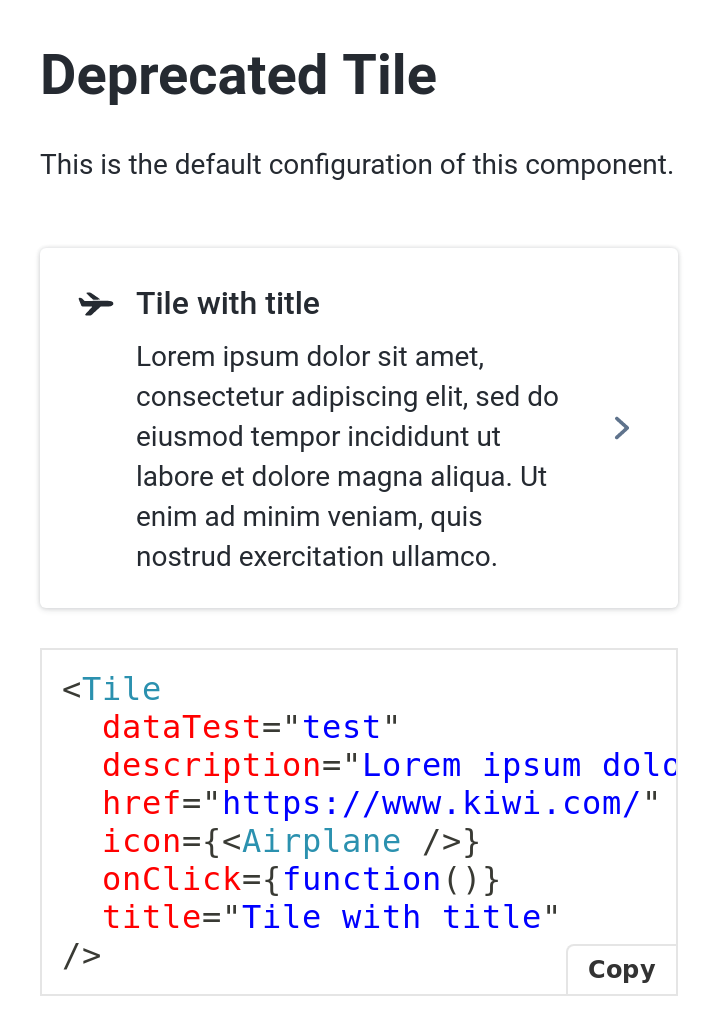 Deprecated Tile
This is the default configuration of this component.
Tile with title
Lorem ipsum dolor sit amet,
consectetur adipiscing elit, sed do
eiusmod tempor incididunt ut
labore et dolore magna aliqua. Ut
enim ad minim veniam, quis
nostrud exercitation ullamco.
<Tile
  dataTest="test"
  description="Lorem ipsum dolo
  href="https://www.kiwi.com/"
  icon={<Airplane />}
  onClick={function()}
  title="Tile with title"
/>
Copy